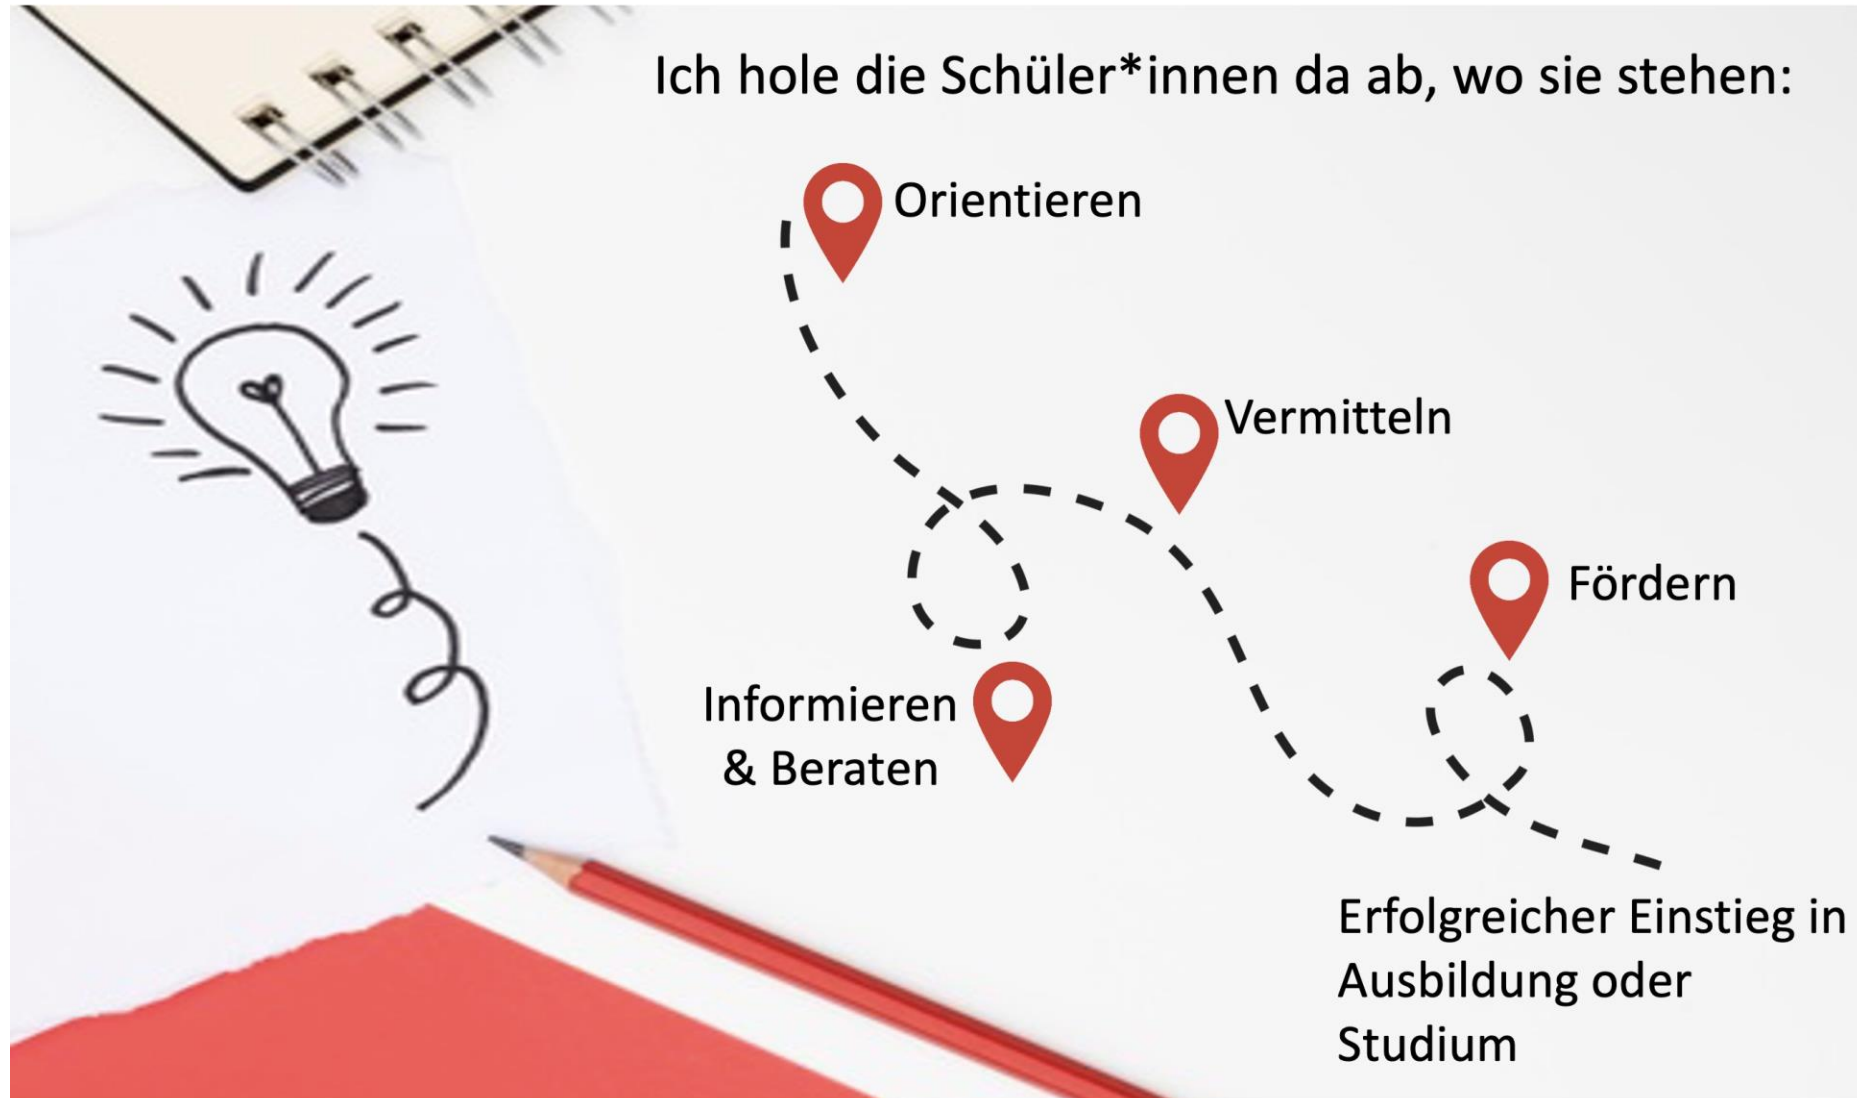 Ich hole die Schüler*innen da ab, wo sie stehen:
Orientieren
Informieren
& Beraten
Vermitteln
Fördern
Erfolgreicher Einstieg in
Ausbildung oder
Studium